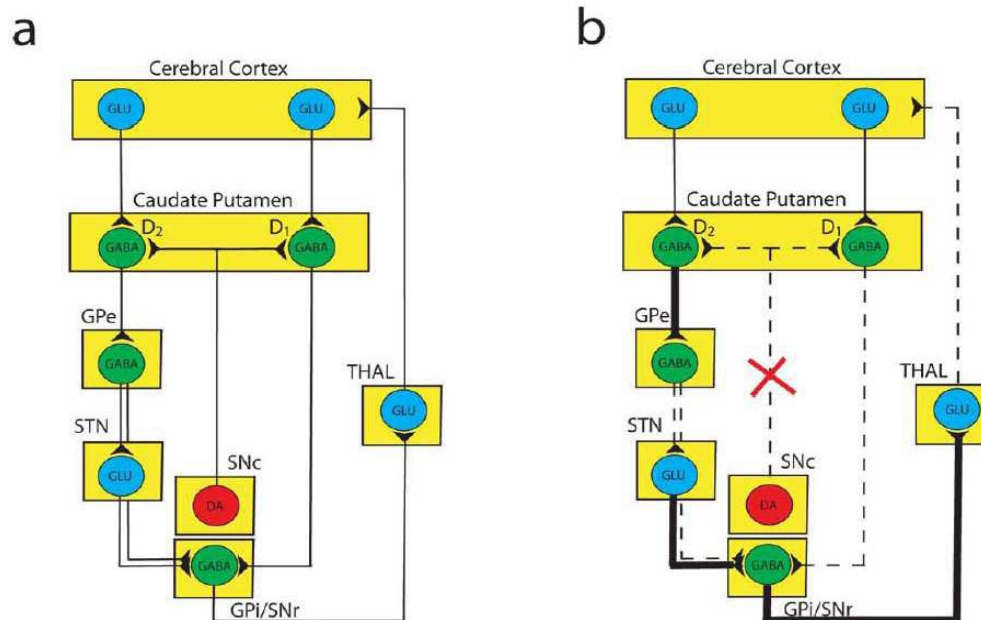 a
Cerebral Cortex
GLU
GLU
Caudate Putamen
D2
D1
GABA
GABA
GPe
GABA
THAL
GLU
STN
GLU
SNc
DA
GABA
GPi/SNr
b
Cerebral Cortex
GLU
GLU
Caudate Putamen
D2
D1
GABA
GABA
GPe
GABA
THAL
GLU
STN
GLU
SNc
DA
GABA
GPi/SNr